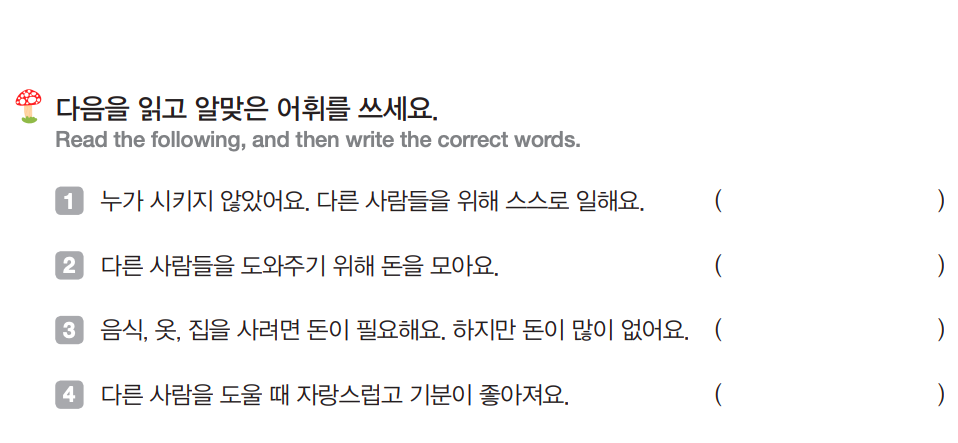 다음을 읽고 알맞은 어휘를 쓰세요.
Read the following, and then write the correct words.
1 누가 시키지 않았어요. 다른 사람들을 위해 스스로 일해요. ( )
2 다른 사람들을 도와주기 위해 돈을 모아요. ( )
3 음식, 옷, 집을 사려면 돈이 필요해요. 하지만 돈이 많이 없어요. ( )
4 다른 사람을 도울 때 자랑스럽고 기분이 좋아져요. ( )